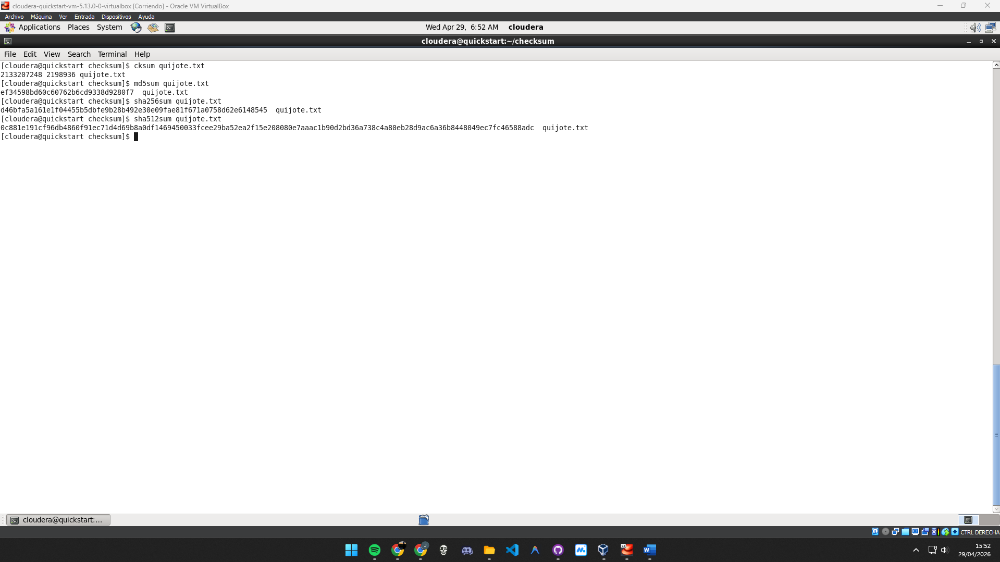 cloudera-quickstart-vm-5.13.0-0-virtualbox [Corriendo] - Oracle VM VirtualBox
Archivo Máquina Ver Entrada Dispositivos Ayuda
Applications Places System Wed Apr 29, 6:52 AM cloudera
cloudera@quickstart:~/checksum
File Edit View Search Terminal Help
[cloudera@quickstart checksum]$ cksum quijote.txt
2133207248 2198936 quijote.txt
[cloudera@quickstart checksum]$ md5sum quijote.txt
ef34598bd60c60762b6cd9338d9280f7  quijote.txt
[cloudera@quickstart checksum]$ sha256sum quijote.txt
d46bfa5a161e1f04455b5dbfe9b28b492e30e09fae81f671a0758d62e6148545  quijote.txt
[cloudera@quickstart checksum]$ sha512sum quijote.txt
0c881e191cf96db4860f91ec71d4d69b8a0df1469450033fcee29ba52ea2f15e208080e7aaac1b90d2bd36a738c4a80eb28d9ac6a36b8448049ec7fc46588adc  quijote.txt
[cloudera@quickstart checksum]$
cloudera@quickstart:...
CTRL DERECHA
15:52
29/04/2026